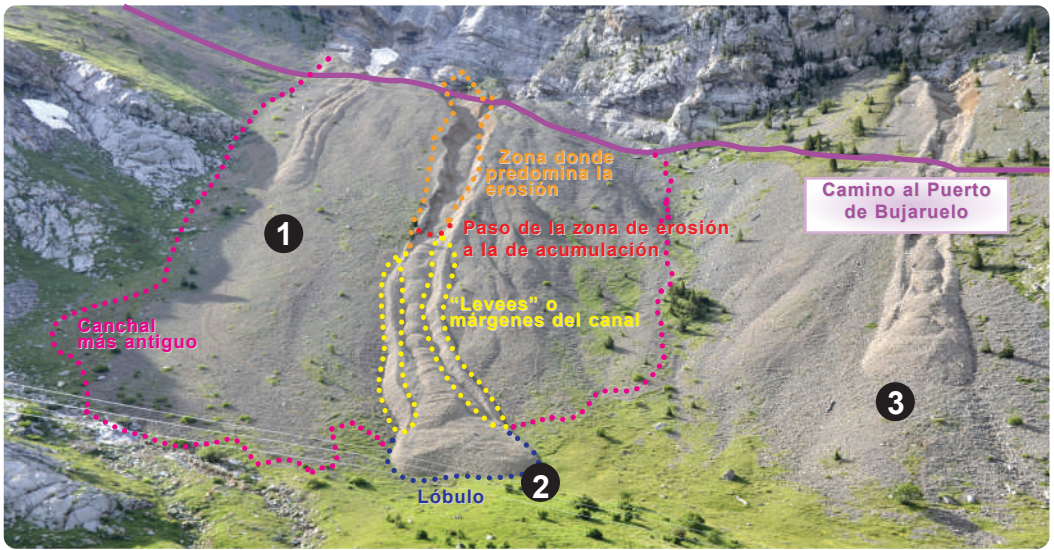 Zona donde
predomina la
erosión
Camino al Puerto
de Bujaruelo
1
Paso de la zona de erosión
a la de acumulación
"Levees" o
márgenes del canal
Canchal
más antiguo
3
2
Lóbulo